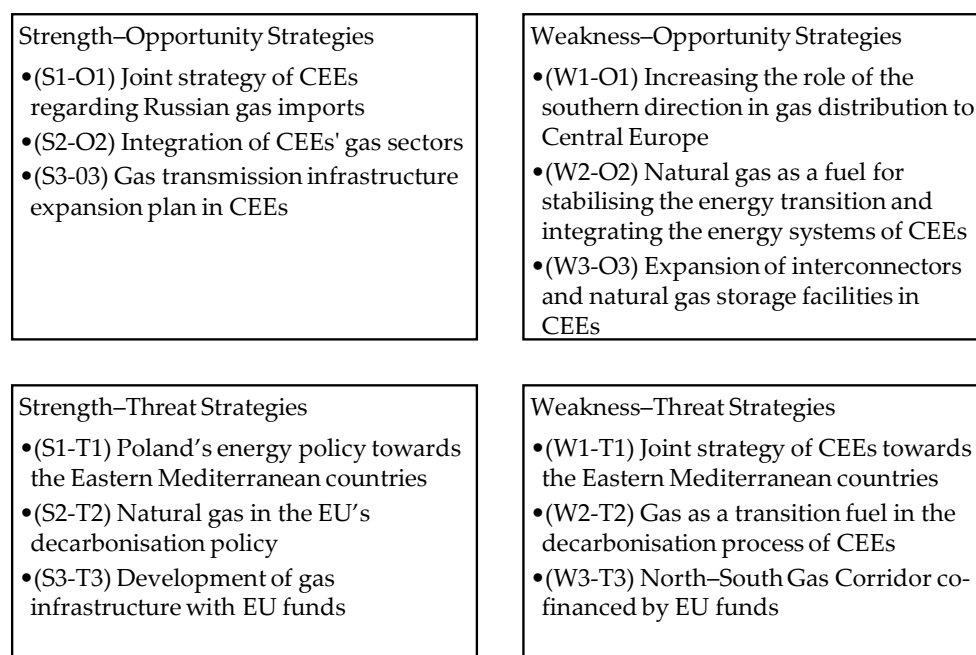 Strength–Opportunity Strategies
•(S1-O1) Joint strategy of CEEs
regarding Russian gas imports
•(S2-O2) Integration of CEEs' gas sectors
•(S3-03) Gas transmission infrastructure
expansion plan in CEEs
Weakness–Opportunity Strategies
•(W1-O1) Increasing the role of the
southern direction in gas distribution to
Central Europe
•(W2-O2) Natural gas as a fuel for
stabilising the energy transition and
integrating the energy systems of CEEs
•(W3-O3) Expansion of interconnectors
and natural gas storage facilities in
CEEs
Strength–Threat Strategies
•(S1-T1) Poland’s energy policy towards
the Eastern Mediterranean countries
•(S2-T2) Natural gas in the EU’s
decarbonisation policy
•(S3-T3) Development of gas
infrastructure with EU funds
Weakness–Threat Strategies
•(W1-T1) Joint strategy of CEEs towards
the Eastern Mediterranean countries
•(W2-T2) Gas as a transition fuel in the
decarbonisation process of CEEs
•(W3-T3) North–South Gas Corridor co-
financed by EU funds